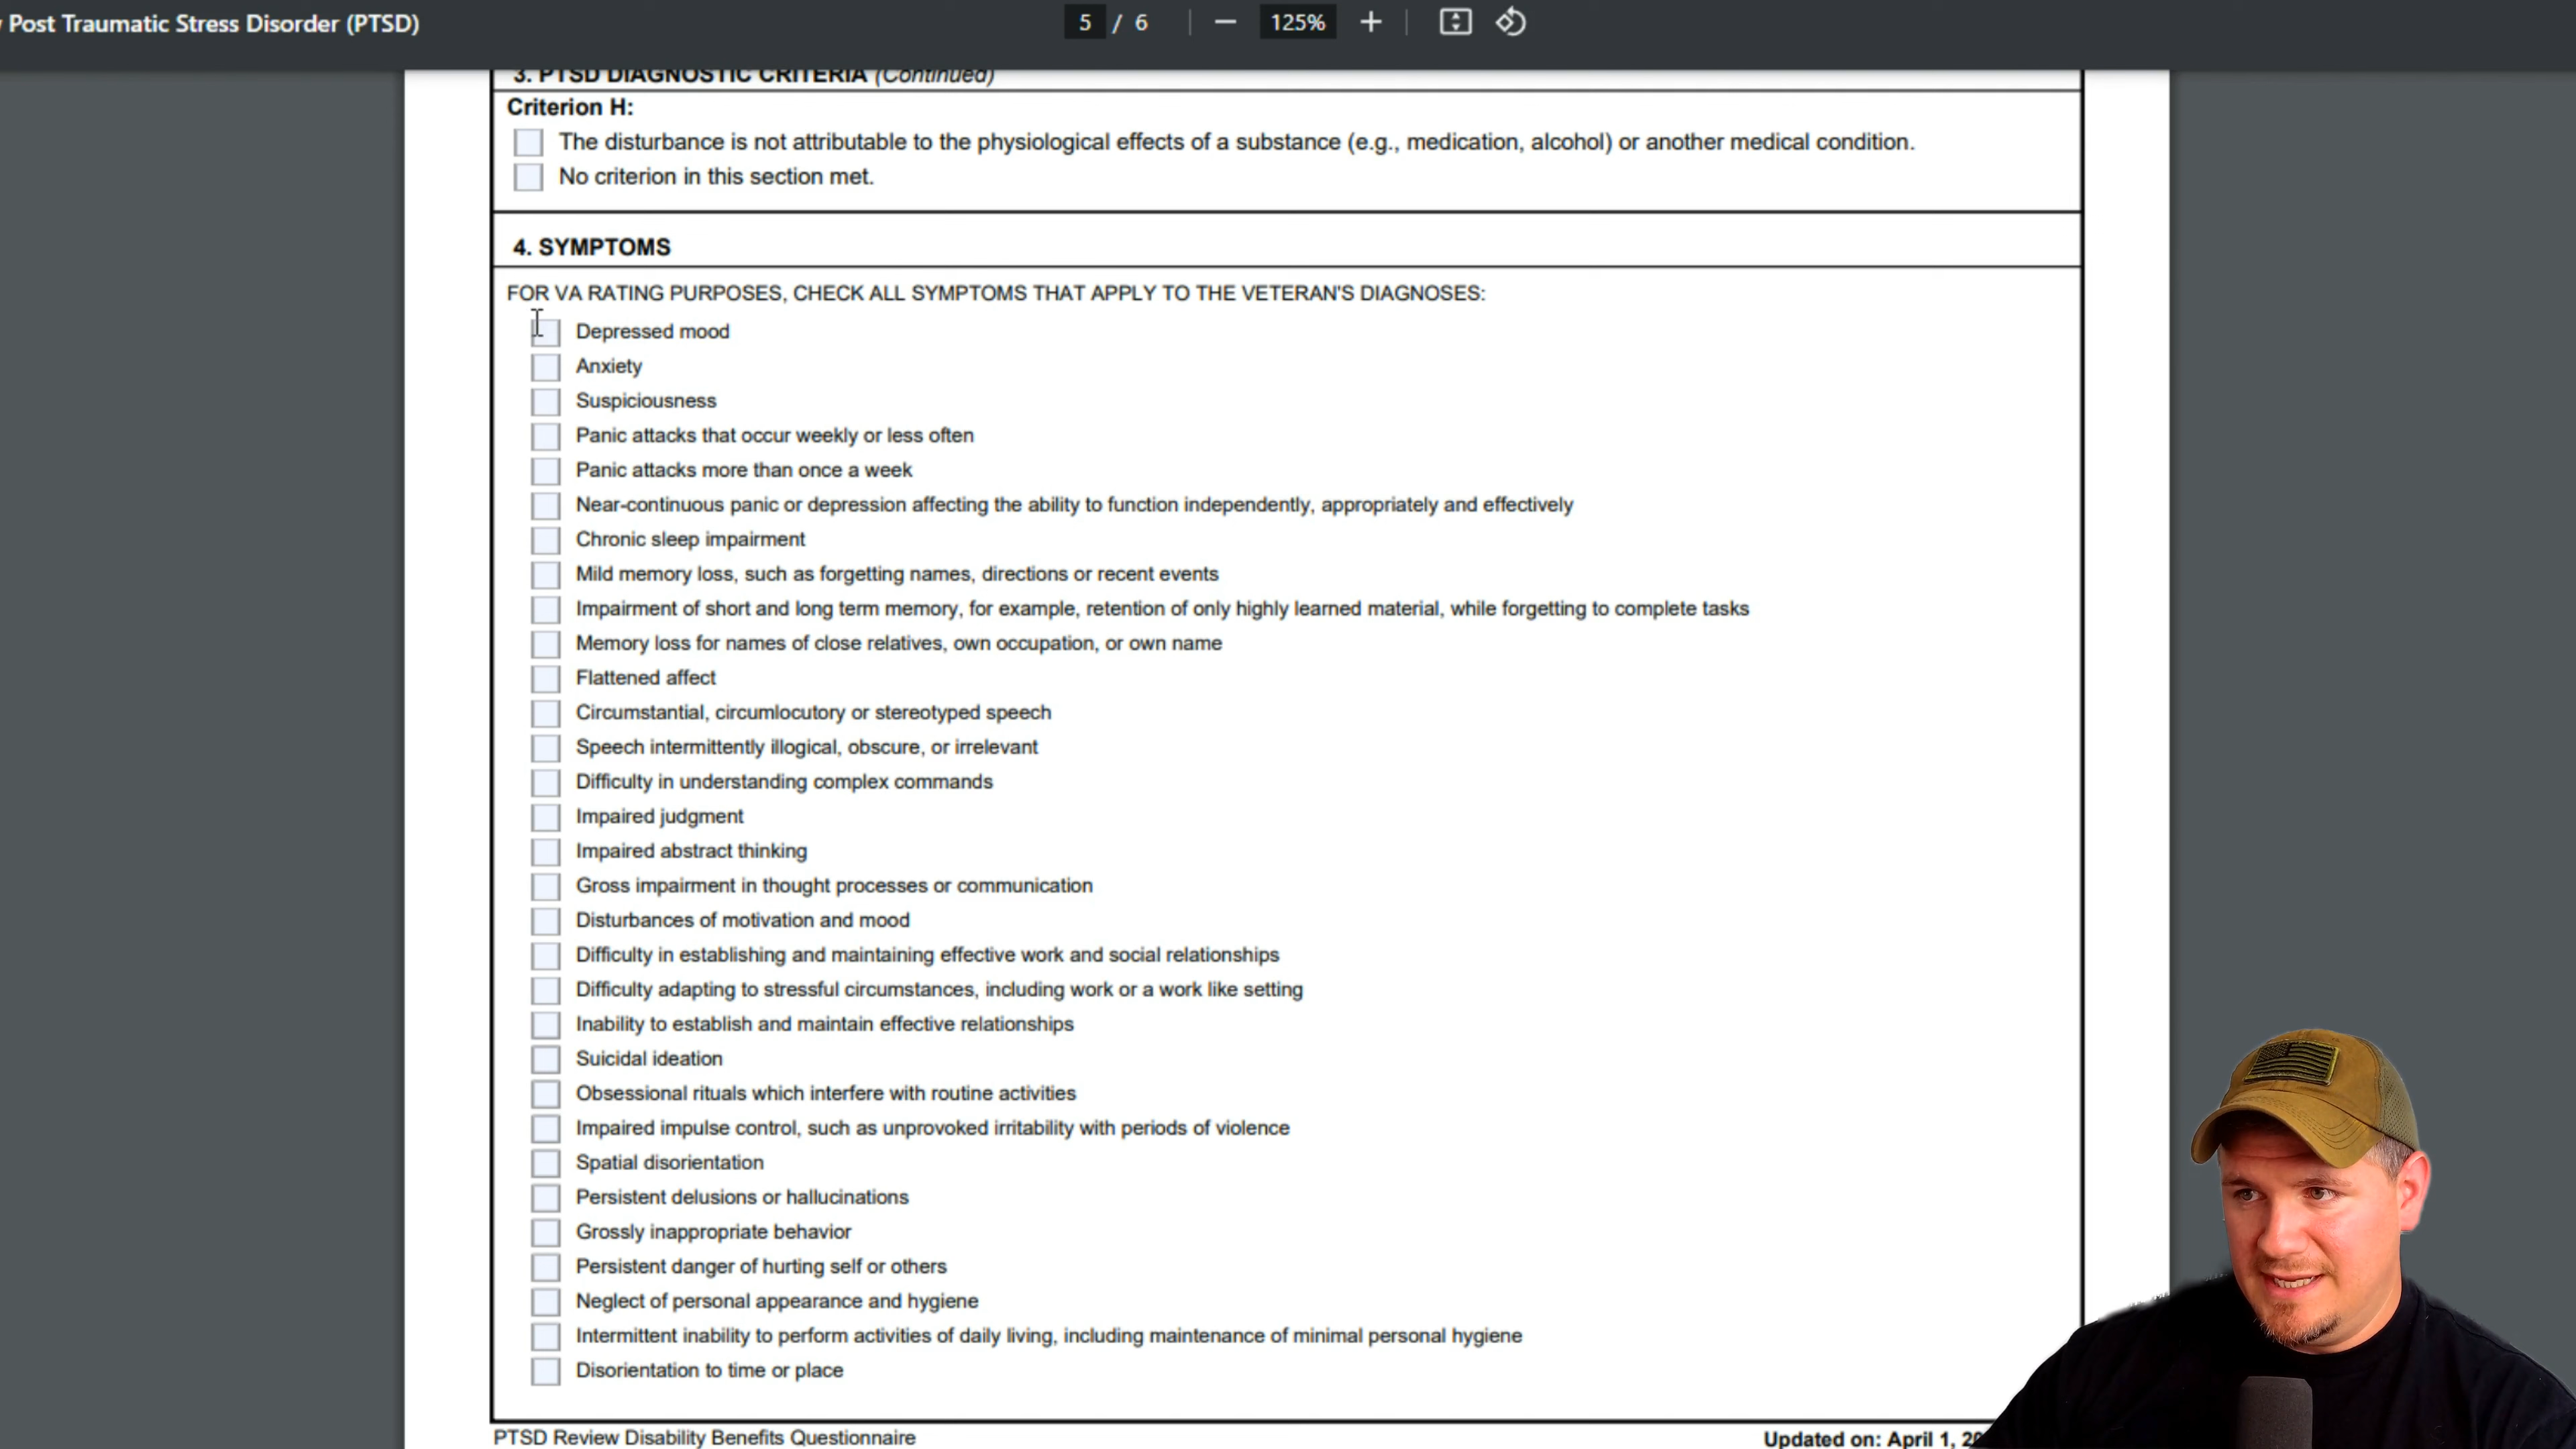 Post Traumatic Stress Disorder (PTSD)
5 / 6
125%
3. PTSD DIAGNOSTIC CRITERIA (Continued)
Criterion H:
The disturbance is not attributable to the physiological effects of a substance (e.g., medication, alcohol) or another medical condition.
No criterion in this section met.
4. SYMPTOMS
FOR VA RATING PURPOSES, CHECK ALL SYMPTOMS THAT APPLY TO THE VETERAN'S DIAGNOSES:
Depressed mood
Anxiety
Suspiciousness
Panic attacks that occur weekly or less often
Panic attacks more than once a week
Near-continuous panic or depression affecting the ability to function independently, appropriately and effectively
Chronic sleep impairment
Mild memory loss, such as forgetting names, directions or recent events
Impairment of short and long term memory, for example, retention of only highly learned material, while forgetting to complete tasks
Memory loss for names of close relatives, own occupation, or own name
Flattened affect
Circumstantial, circumlocutory or stereotyped speech
Speech intermittently illogical, obscure, or irrelevant
Difficulty in understanding complex commands
Impaired judgment
Impaired abstract thinking
Gross impairment in thought processes or communication
Disturbances of motivation and mood
Difficulty in establishing and maintaining effective work and social relationships
Difficulty adapting to stressful circumstances, including work or a work like setting
Inability to establish and maintain effective relationships
Suicidal ideation
Obsessional rituals which interfere with routine activities
Impaired impulse control, such as unprovoked irritability with periods of violence
Spatial disorientation
Persistent delusions or hallucinations
Grossly inappropriate behavior
Persistent danger of hurting self or others
Neglect of personal appearance and hygiene
Intermittent inability to perform activities of daily living, including maintenance of minimal personal hygiene
Disorientation to time or place
PTSD Review Disability Benefits Questionnaire
Updated on: April 1,